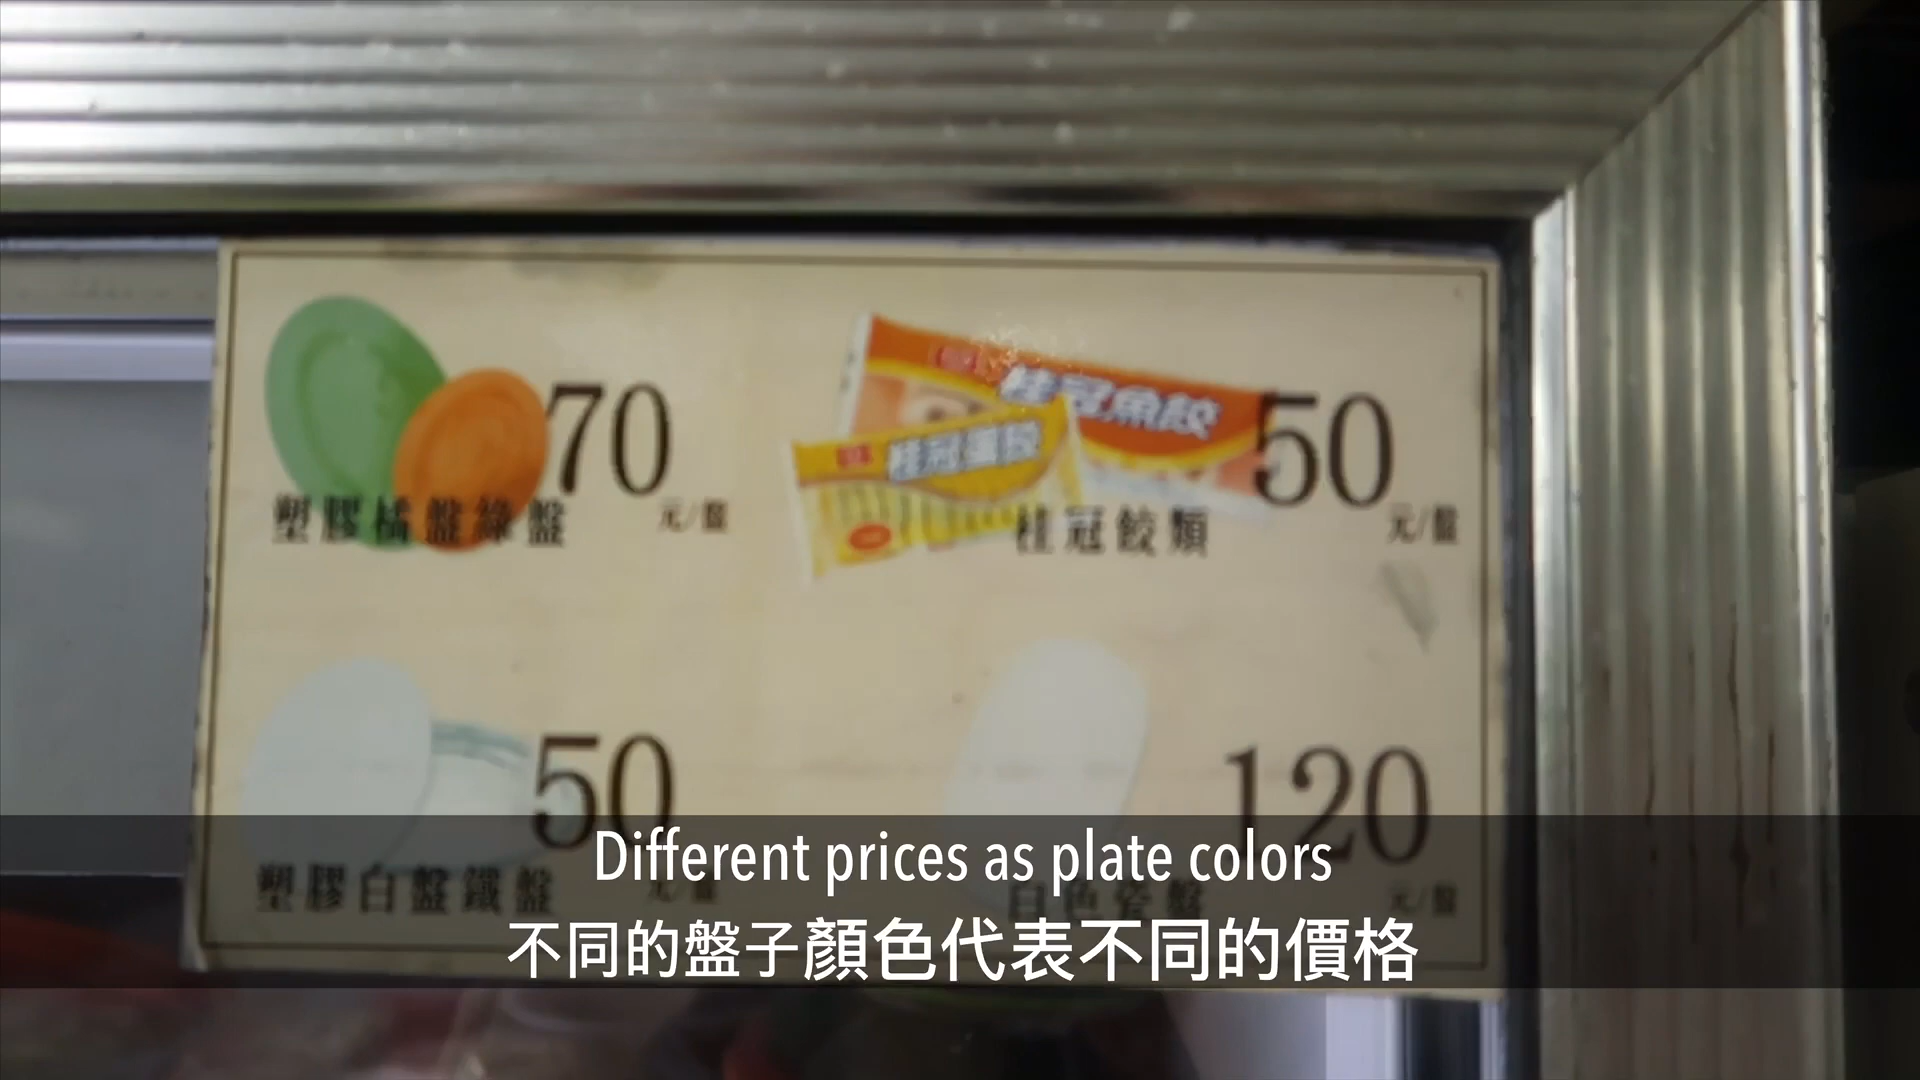 70
塑膠橘盤綠盤
元/盤
桂冠魚餃
桂冠蛋餃
50
桂冠餃類
元/盤
50
塑膠白盤鐵盤
元/盤
120
元/盤
Different prices as plate colors
不同的盤子顏色代表不同的價格